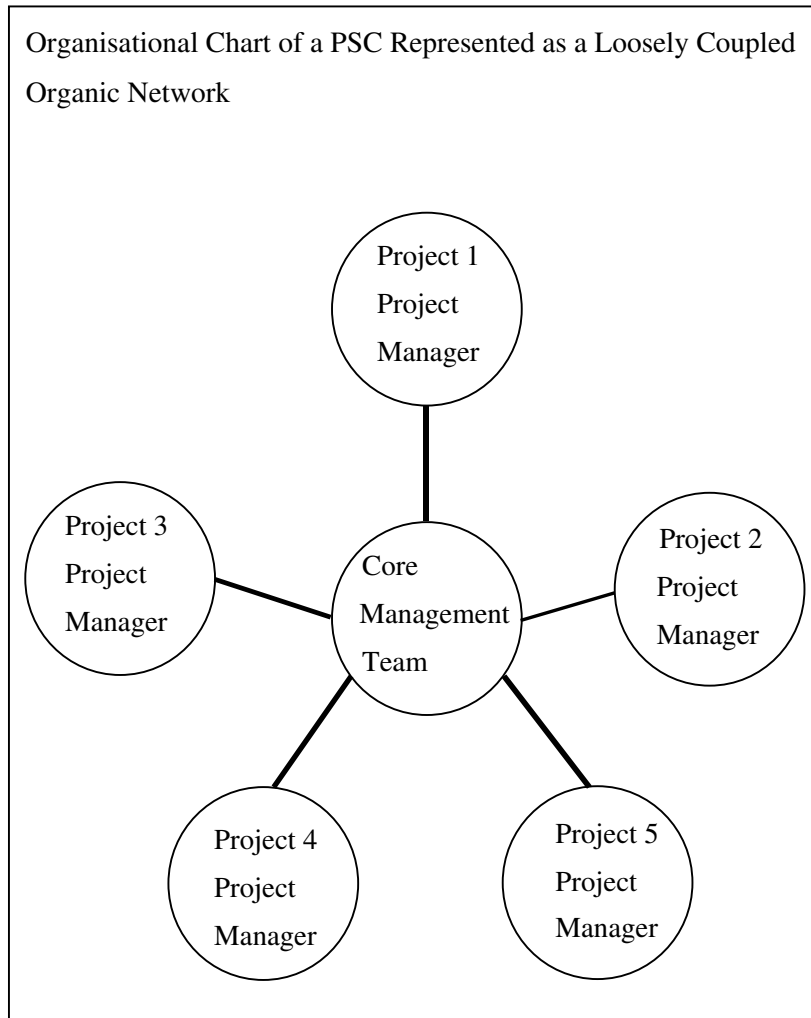 Organisational Chart of a PSC Represented as a Loosely Coupled
Organic Network
Project 1
Project
Manager
Project 3
Project
Manager
Core
Management
Team
Project 2
Project
Manager
Project 4
Project
Manager
Project 5
Project
Manager